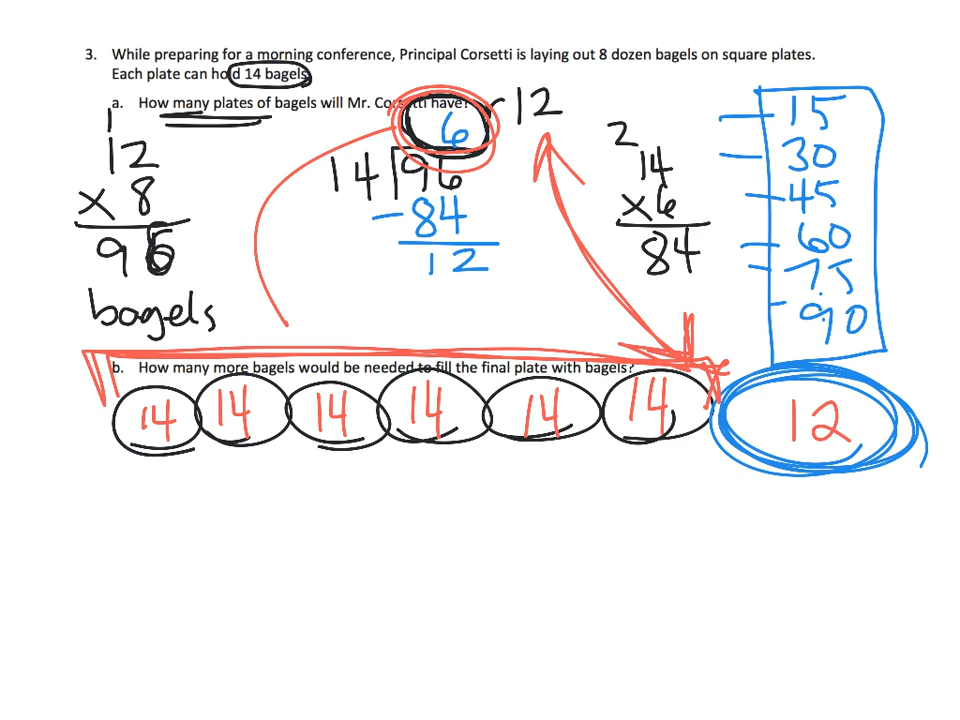 3. While preparing for a morning conference, Principal Corsetti is laying out 8 dozen bagels on square plates.
Each plate can hold 14 bagels.
a. How many plates of bagels will Mr. Corsetti have?
1
12
x 8
96
bagels
6 r 12
14 96
- 84
12
2
14
x 6
84
15
30
45
60
75
90
b. How many more bagels would be needed to fill the final plate with bagels?
14 14 14 14 14 14 12